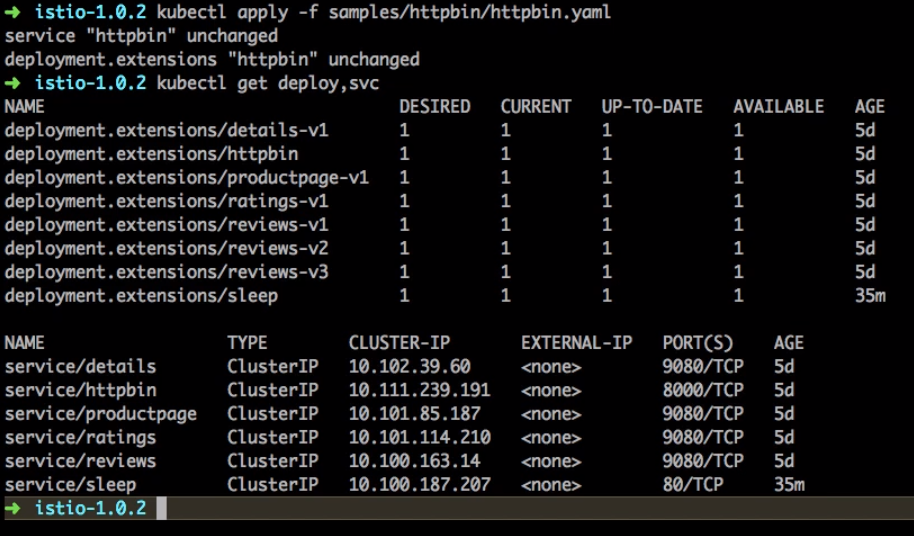 ➜ istio-1.0.2 kubectl apply -f samples/httpbin/httpbin.yaml
service "httpbin" unchanged
deployment.extensions "httpbin" unchanged
➜ istio-1.0.2 kubectl get deploy,svc
NAME DESIRED CURRENT UP-TO-DATE AVAILABLE AGE
deployment.extensions/details-v1 1 1 1 1 5d
deployment.extensions/httpbin 1 1 1 1 5d
deployment.extensions/productpage-v1 1 1 1 1 5d
deployment.extensions/ratings-v1 1 1 1 1 5d
deployment.extensions/reviews-v1 1 1 1 1 5d
deployment.extensions/reviews-v2 1 1 1 1 5d
deployment.extensions/reviews-v3 1 1 1 1 5d
deployment.extensions/sleep 1 1 1 1 35m
NAME TYPE CLUSTER-IP EXTERNAL-IP PORT(S) AGE
service/details ClusterIP 10.102.39.60 <none> 9080/TCP 5d
service/httpbin ClusterIP 10.111.239.191 <none> 8000/TCP 5d
service/productpage ClusterIP 10.101.85.187 <none> 9080/TCP 5d
service/ratings ClusterIP 10.101.114.210 <none> 9080/TCP 5d
service/reviews ClusterIP 10.100.163.14 <none> 9080/TCP 5d
service/sleep ClusterIP 10.100.187.207 <none> 80/TCP 35m
➜ istio-1.0.2